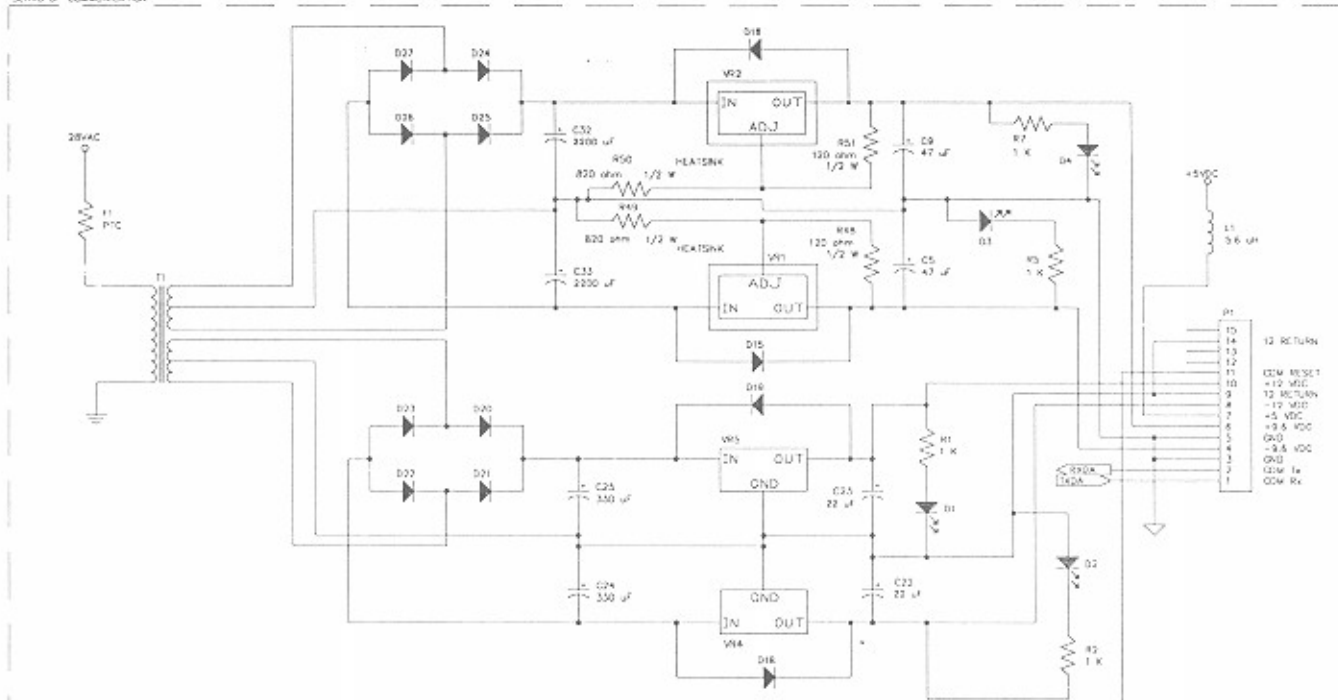 28VAC
F1
PTC
T1
D27
D24
D26
D25
C32
2200 uF
R50
820 ohm 1/2 W
R49
820 ohm 1/2 W
C33
2200 uF
D18
VR2
IN OUT
ADJ
HEATSINK
R51
120 ohm
1/2 W
C9
47 uF
R7
1 K
D4
HEATSINK
VR1
ADJ
IN OUT
R48
120 ohm
1/2 W
C5
47 uF
D3
R5
1 K
D15
+5VDC
L1
5.6 uH
D23
D20
D22
D21
C25
330 uF
C24
330 uF
D19
VR3
IN OUT
GND
C23
22 uF
R1
1 K
D1
GND
IN OUT
VR4
C22
22 uF
D16
D2
R2
1 K
P1
15
14 12 RETURN
13
12
11 COM RESET
10 +12 VDC
9 12 RETURN
8 -12 VDC
7 +5 VDC
6 +9.6 VDC
5 GND
4 -9.6 VDC
3 GND
2 COM Tx
1 COM Rx
RXDA
TXDA